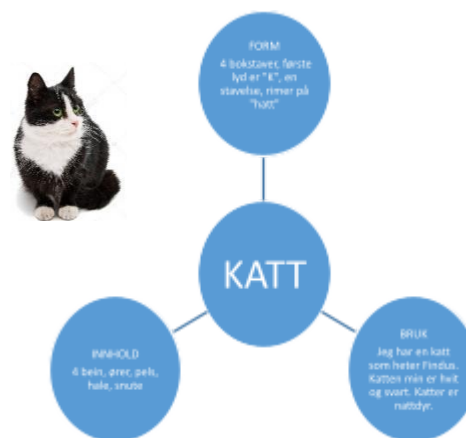 FORM
4 bokstaver, første
lyd er "K", en
stavelse, rimer på
"hatt"
KATT
INNHOLD
4 bein, ører, pels,
hale, snute
BRUK
Jeg har en katt
som heter Findus.
Katten min er hvit
og svart. Katter er
nattdyr.